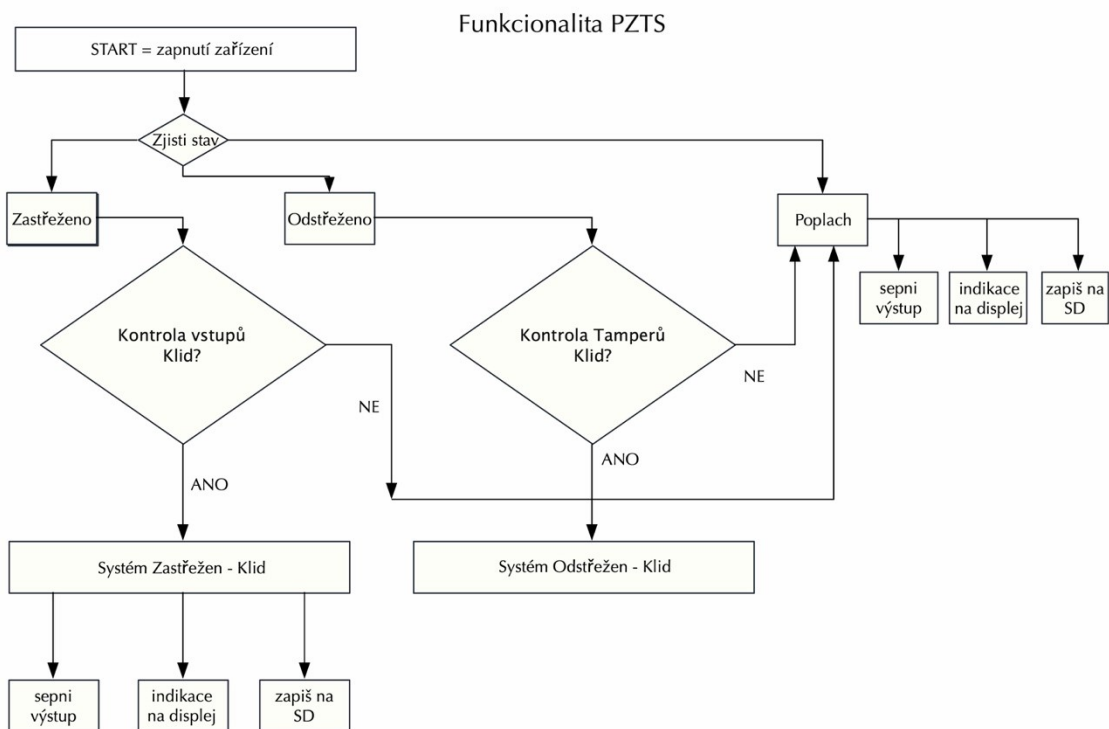 Funkcionalita PZTS
START = zapnutí zařízení
Zjisti stav
Zastřeženo
Odstřeženo
Poplach
sepni
výstup
indikace
na displej
zapiš na
SD
Kontrola vstupů
Klid?
Kontrola Tamperů
Klid?
NE
NE
ANO
ANO
Systém Zastřežen - Klid
Systém Odstřežen - Klid
sepni
výstup
indikace
na displej
zapiš na
SD